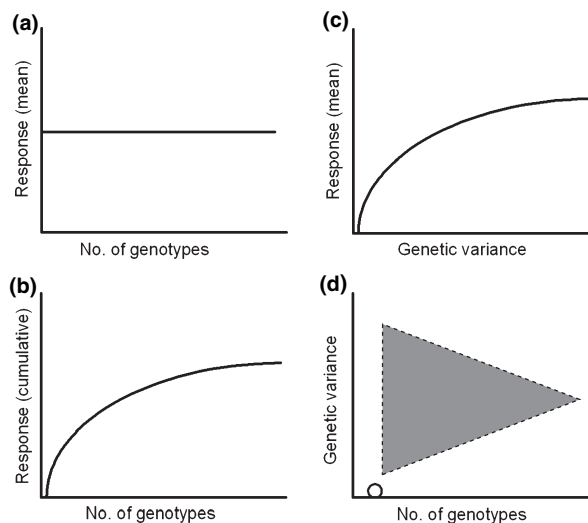 (a)
Response (mean)
No. of genotypes
(b)
Response (cumulative)
No. of genotypes
(c)
Response (mean)
Genetic variance
(d)
Genetic variance
No. of genotypes